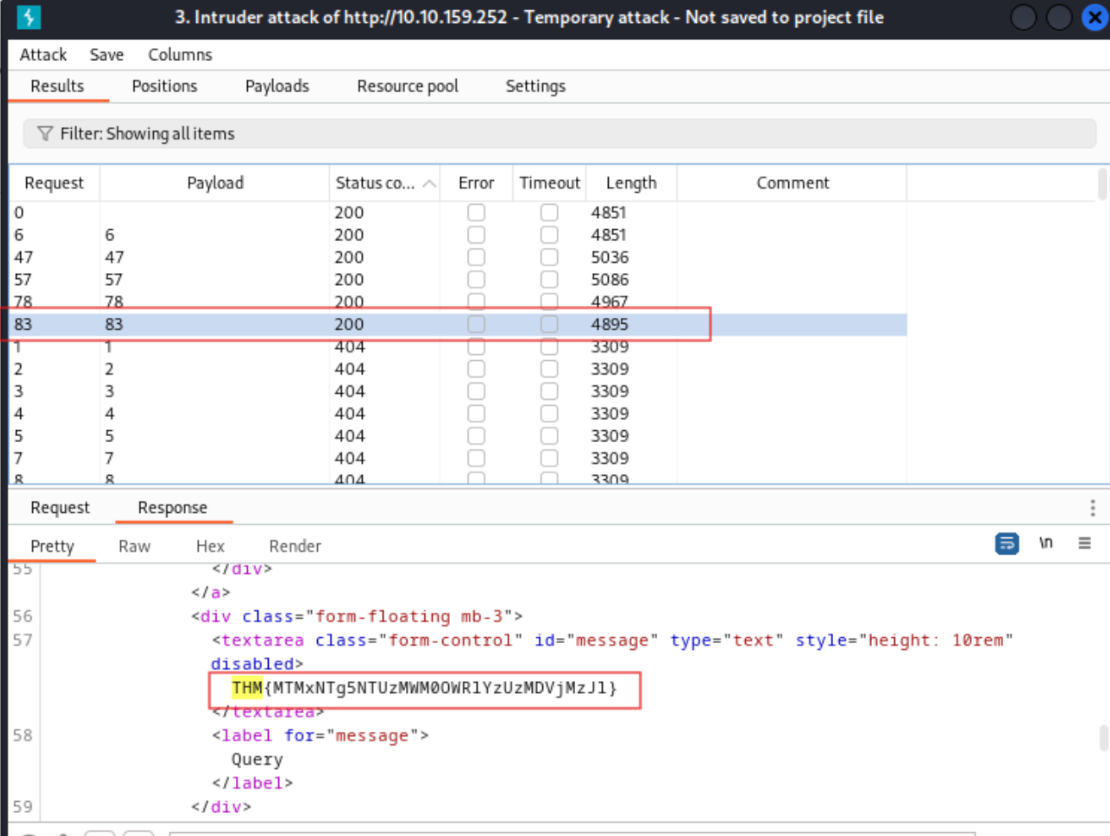 3. Intruder attack of http://10.10.159.252 - Temporary attack - Not saved to project file
Attack Save Columns
Results Positions Payloads Resource pool Settings
Filter: Showing all items
Request Payload Status co... Error Timeout Length Comment
0 200 4851
6 6 200 4851
47 47 200 5036
57 57 200 5086
78 78 200 4967
83 83 200 4895
1 1 404 3309
2 2 404 3309
3 3 404 3309
4 4 404 3309
5 5 404 3309
7 7 404 3309
8 8 404 3309
Request Response
Pretty Raw Hex Render \n
55 </div>
</a>
56 <div class="form-floating mb-3">
57 <textarea class="form-control" id="message" type="text" style="height: 10rem"
disabled>
THM{MTMxNTg5NTUzMWM0OWRlYzUzMDVjMzJl}
</textarea>
58 <label for="message">
Query
</label>
59 </div>